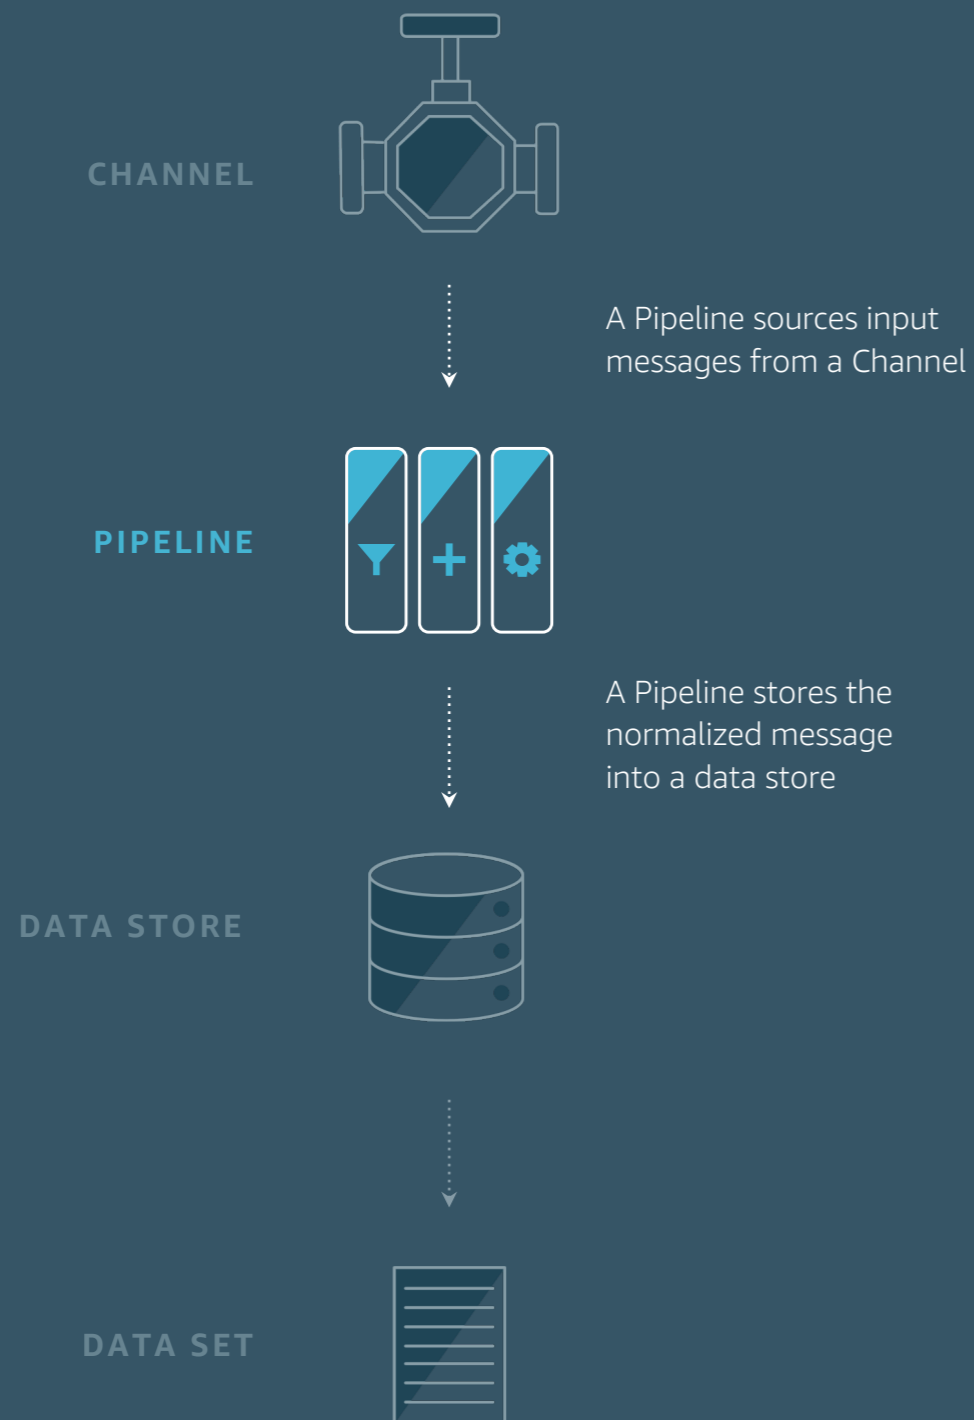 CHANNEL
A Pipeline sources input
messages from a Channel
PIPELINE
A Pipeline stores the
normalized message
into a data store
DATA STORE
DATA SET